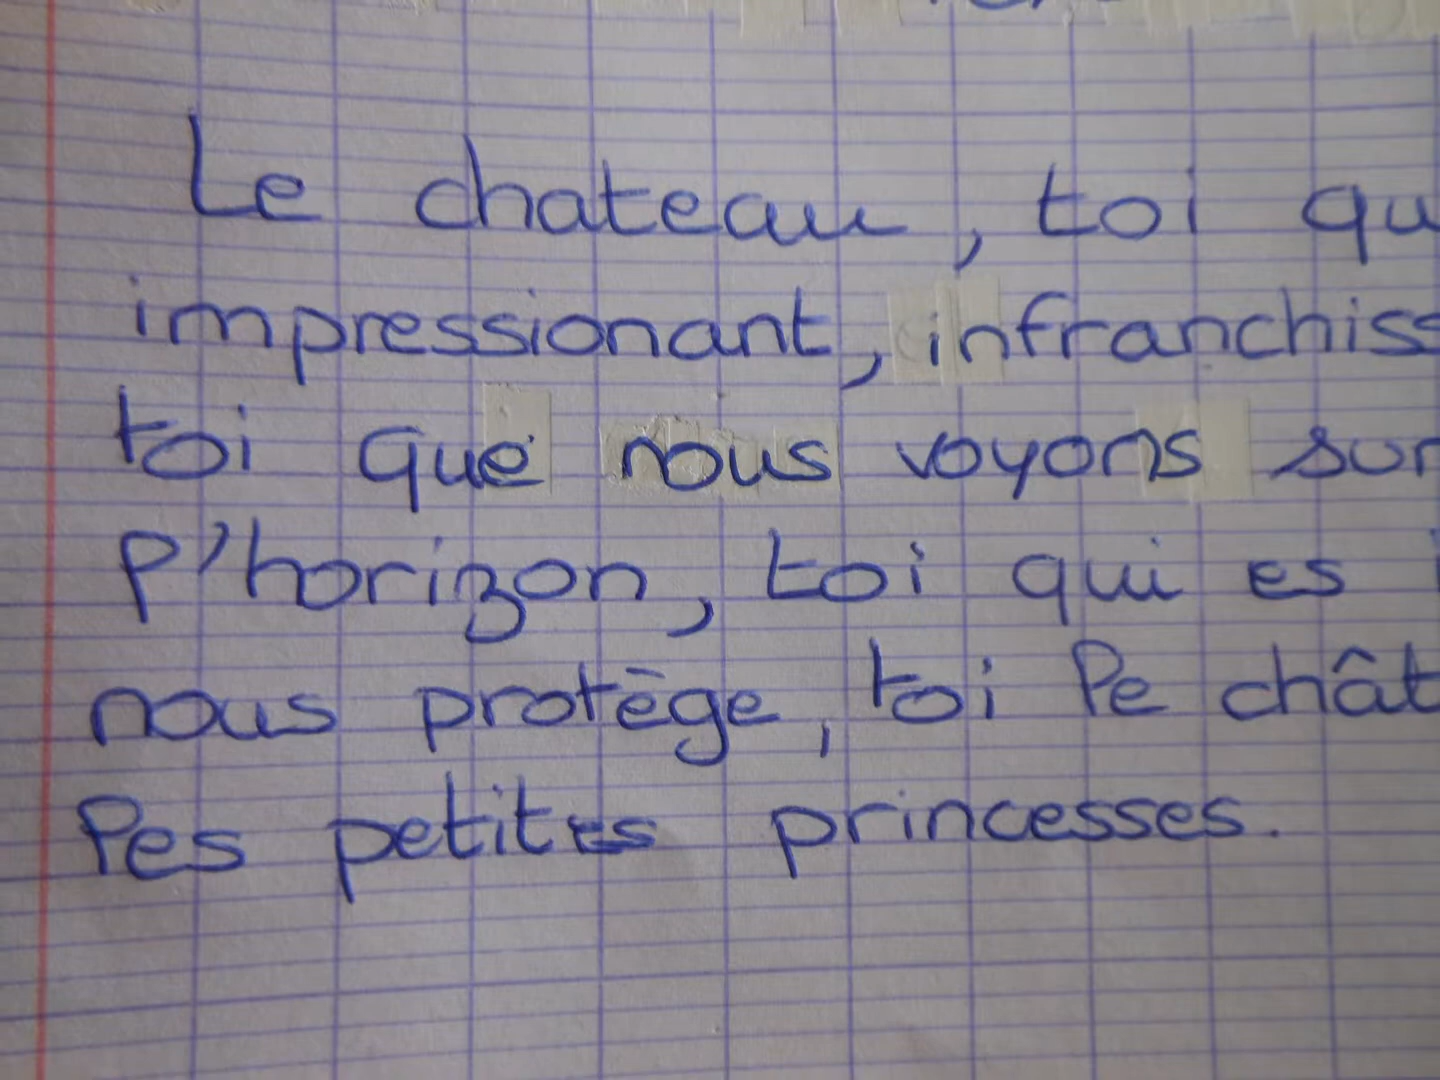 Le chateau, toi qu
impressionant, infranchiss
toi que nous voyons sur
l'horizon, toi qui es i
nous protège, toi le chât
les petites princesses.